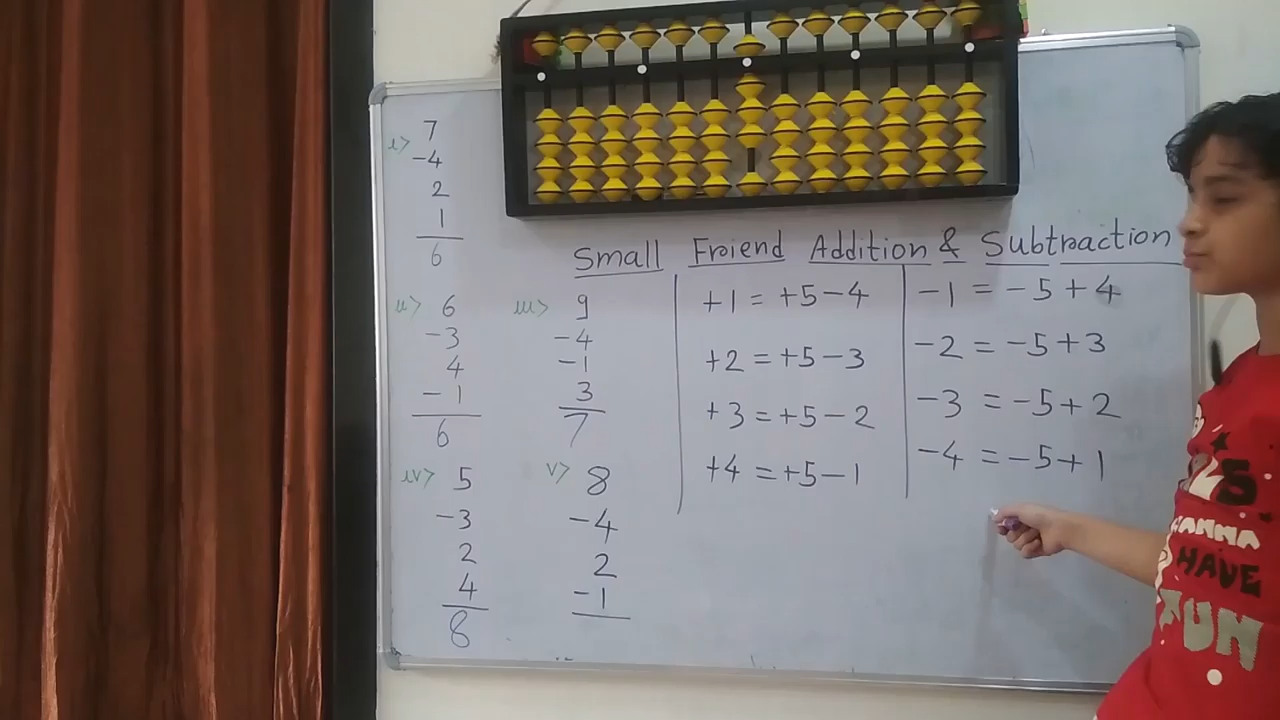 i> 7
-4
2
1
6
ii> 6
-3
4
-1
6
iii> 9
-4
-1
3
7
iv> 5
-3
2
4
8
v> 8
-4
2
-1
Small Friend Addition & Subtraction
+1 = +5-4
+2 = +5-3
+3 = +5-2
+4 = +5-1
-1 = -5+4
-2 = -5+3
-3 = -5+2
-4 = -5+1
WANNA
HAVE
FUN